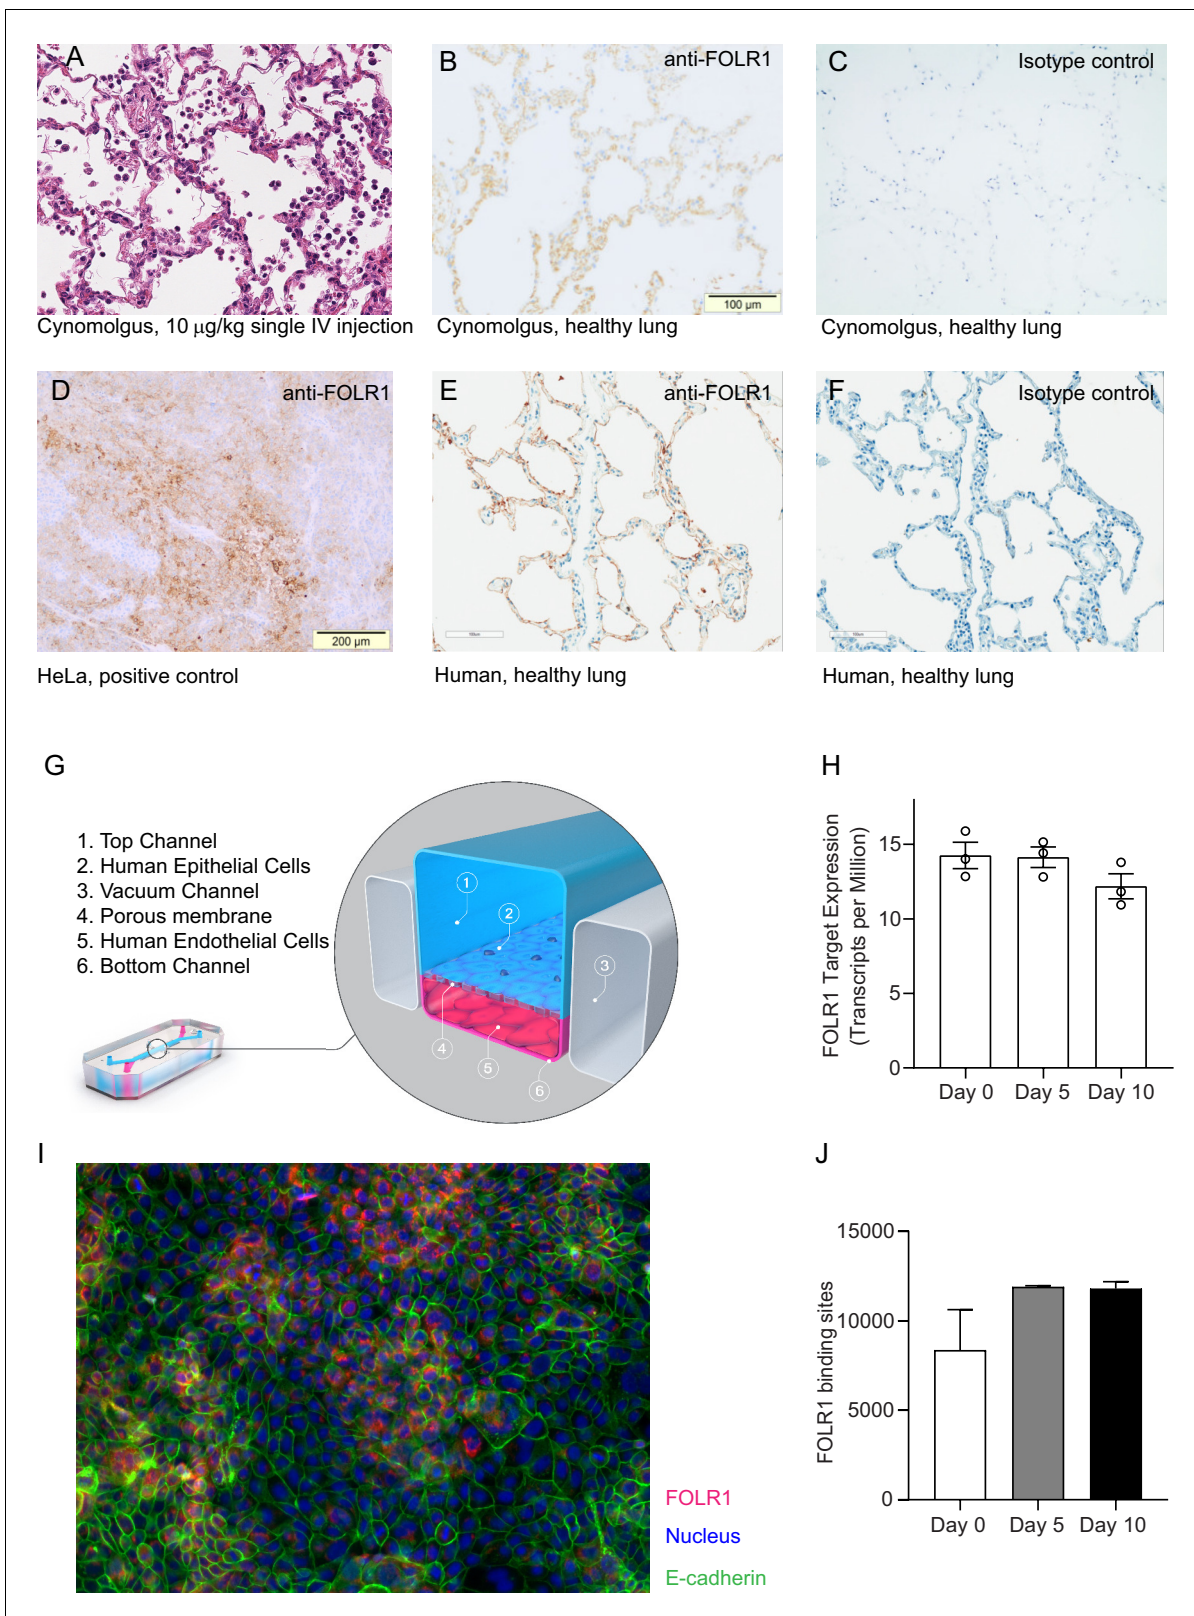 A
B
anti-FOLR1
C
Isotype control
100 µm
Cynomolgus, 10 µg/kg single IV injection
Cynomolgus, healthy lung
Cynomolgus, healthy lung
D
anti-FOLR1
E
anti-FOLR1
F
Isotype control
200 µm
HeLa, positive control
Human, healthy lung
Human, healthy lung
G
1. Top Channel
2. Human Epithelial Cells
3. Vacuum Channel
4. Porous membrane
5. Human Endothelial Cells
6. Bottom Channel
1
2
3
4
5
6
H
FOLR1 Target Expression
(Transcripts per Million)
15
10
5
0
Day 0
Day 5
Day 10
I
FOLR1
Nucleus
E-cadherin
J
FOLR1 binding sites
15000
10000
5000
0
Day 0
Day 5
Day 10